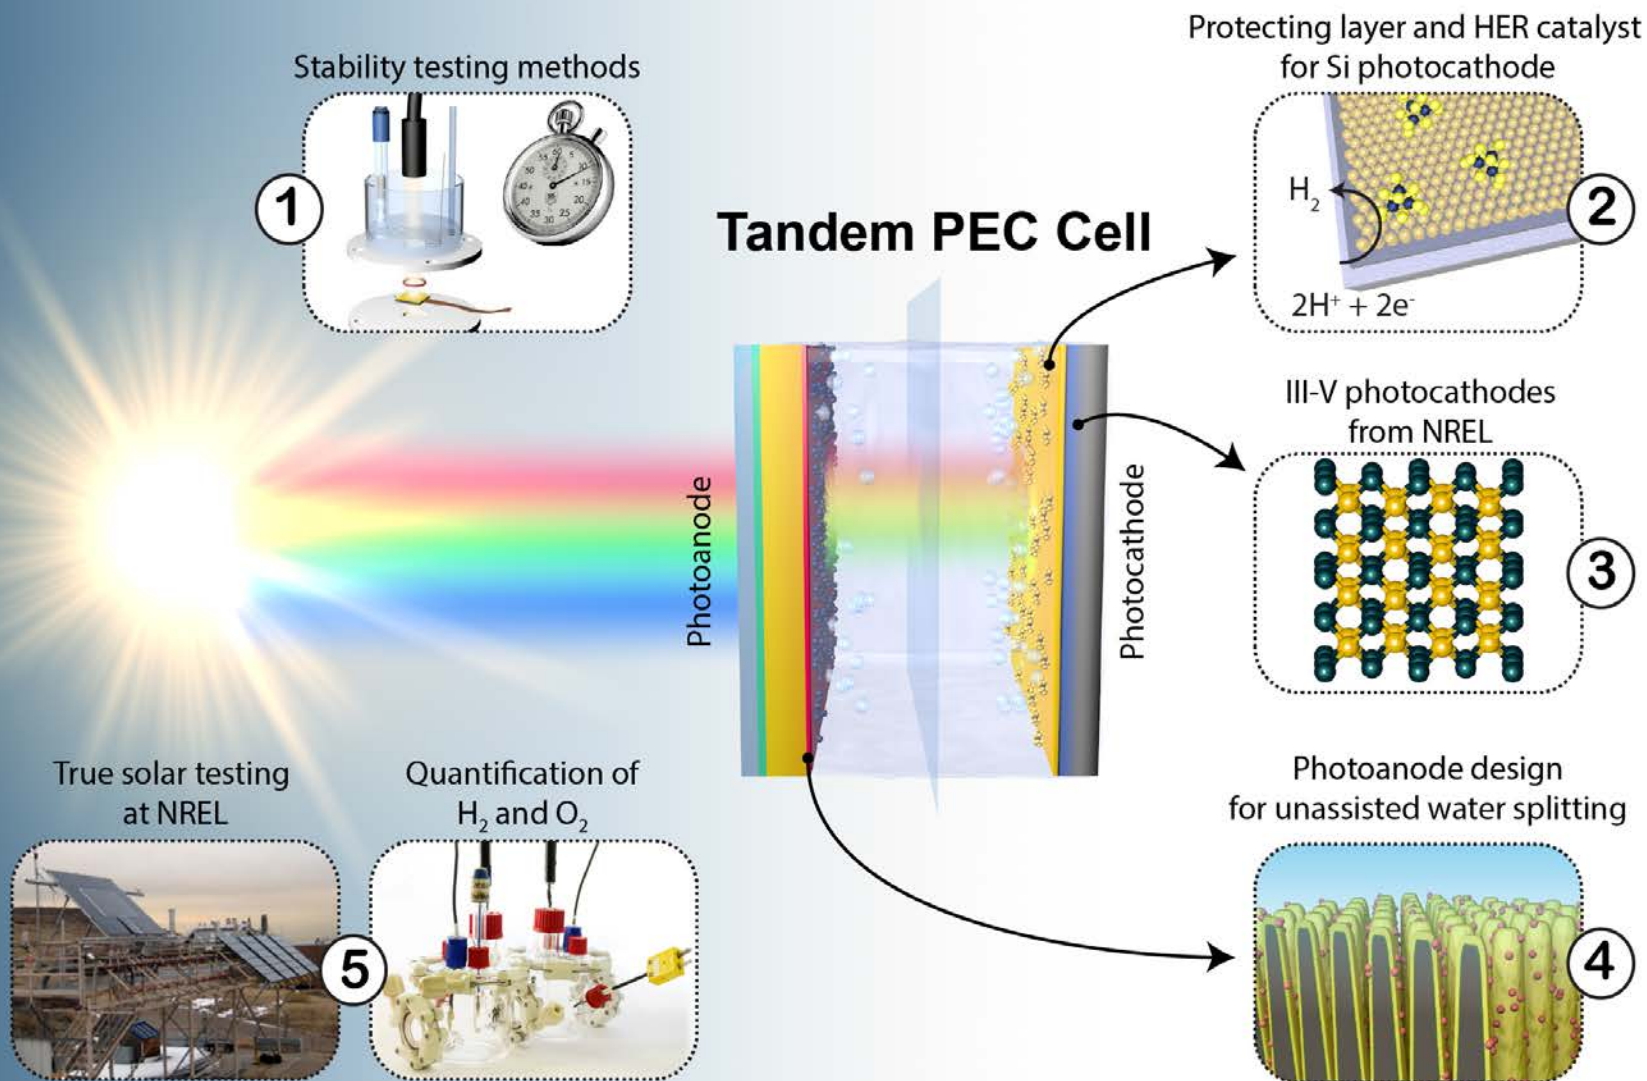 Protecting layer and HER catalyst
for Si photocathode
Stability testing methods
1
H2
2
2H+ + 2e-
Tandem PEC Cell
III-V photocathodes
from NREL
3
Photoanode
Photocathode
True solar testing
at NREL
Quantification of
H2 and O2
5
Photoanode design
for unassisted water splitting
4